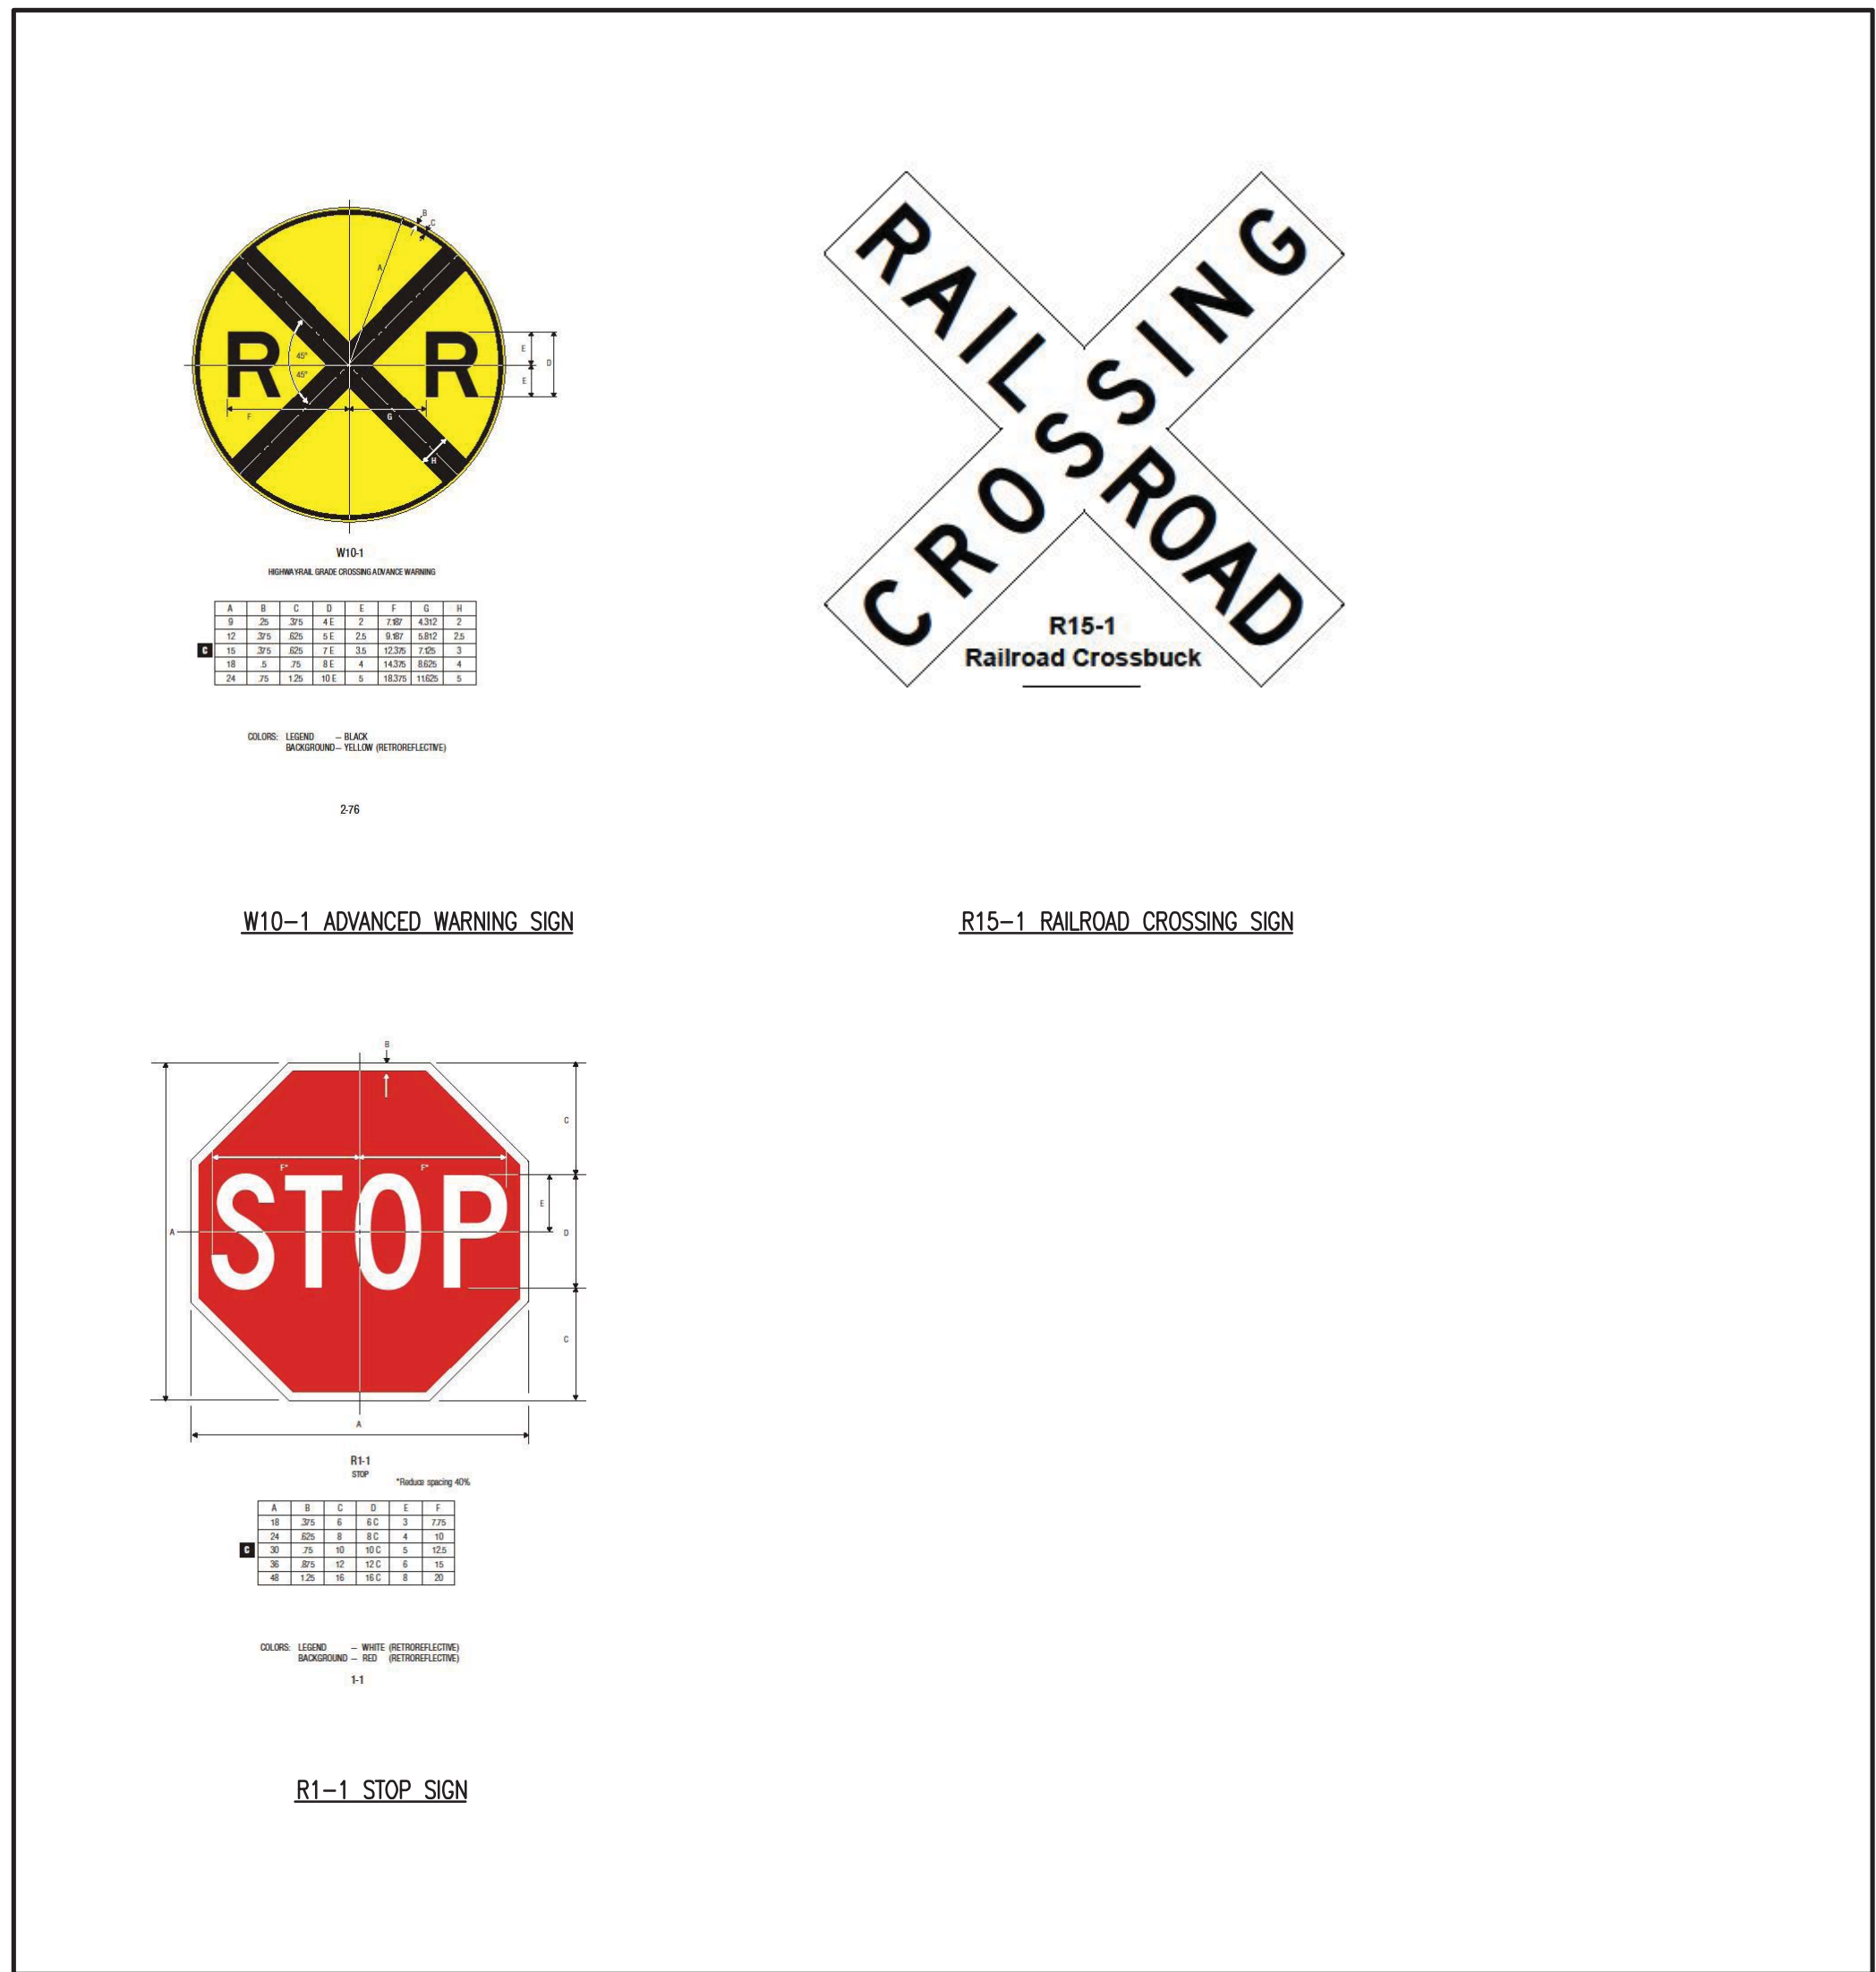 B
C
A
R R
45°
45°
E
D
E
F
G
H
W10-1
HIGHWAY-RAIL GRADE CROSSING ADVANCE WARNING
A B C D E F G H
9 .25 .375 4 E 2 7.187 4.312 2
12 .375 .625 5 E 2.5 9.187 5.812 2.5
C 15 .375 .625 7 E 3.5 12.375 7.125 3
18 .5 .75 8 E 4 14.375 8.625 4
24 .75 1.25 10 E 5 18.375 11.625 5
COLORS: LEGEND – BLACK
BACKGROUND – YELLOW (RETROREFLECTIVE)
2-76
W10-1 ADVANCED WARNING SIGN
RAILROAD
CROSSING
R15-1
Railroad Crossbuck
R15-1 RAILROAD CROSSING SIGN
B
C
F* F*
STOP
E
A
D
C
A
R1-1
STOP
*Reduce spacing 40%
A B C D E F
18 .375 6 6 C 3 7.75
24 .625 8 8 C 4 10
C 30 .75 10 10 C 5 12.5
36 .875 12 12 C 6 15
48 1.25 16 16 C 8 20
COLORS: LEGEND – WHITE (RETROREFLECTIVE)
BACKGROUND – RED (RETROREFLECTIVE)
1-1
R1-1 STOP SIGN